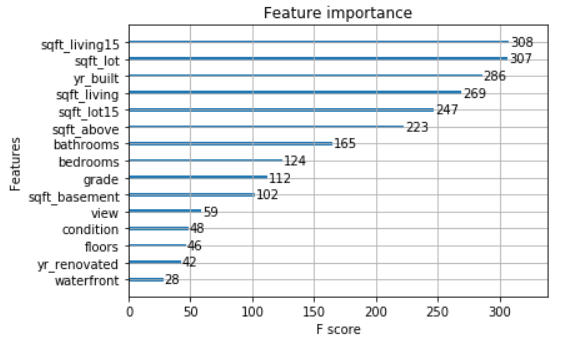 Feature importance
Features
sqft_living15 308
sqft_lot 307
yr_built 286
sqft_living 269
sqft_lot15 247
sqft_above 223
bathrooms 165
bedrooms 124
grade 112
sqft_basement 102
view 59
condition 48
floors 46
yr_renovated 42
waterfront 28
0 50 100 150 200 250 300
F score